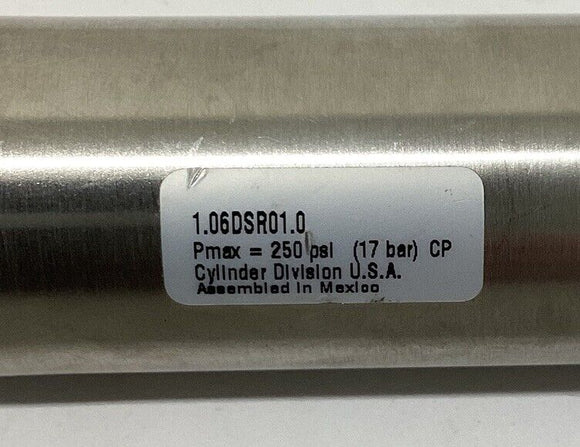 1.06DSR01.0
Pmax = 250 psi (17 bar) CP
Cylinder Division U.S.A.
Assembled in Mexico